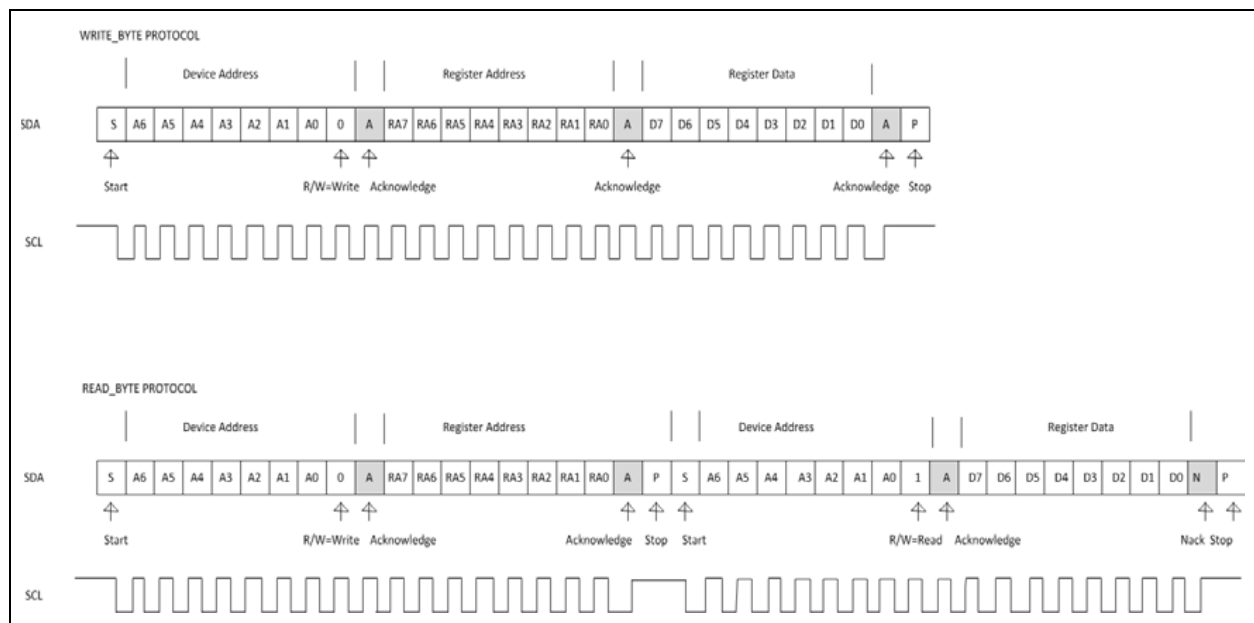 WRITE_BYTE PROTOCOL
Device Address Register Address Register Data
SDA S A6 A5 A4 A3 A2 A1 A0 0 A RA7 RA6 RA5 RA4 RA3 RA2 RA1 RA0 A D7 D6 D5 D4 D3 D2 D1 D0 A P
Start R/W=Write Acknowledge Acknowledge Acknowledge Stop
SCL
READ_BYTE PROTOCOL
Device Address Register Address Device Address Register Data
SDA S A6 A5 A4 A3 A2 A1 A0 0 A RA7 RA6 RA5 RA4 RA3 RA2 RA1 RA0 A P S A6 A5 A4 A3 A2 A1 A0 1 A D7 D6 D5 D4 D3 D2 D1 D0 N P
Start R/W=Write Acknowledge Acknowledge Stop Start R/W=Read Acknowledge Nack Stop
SCL